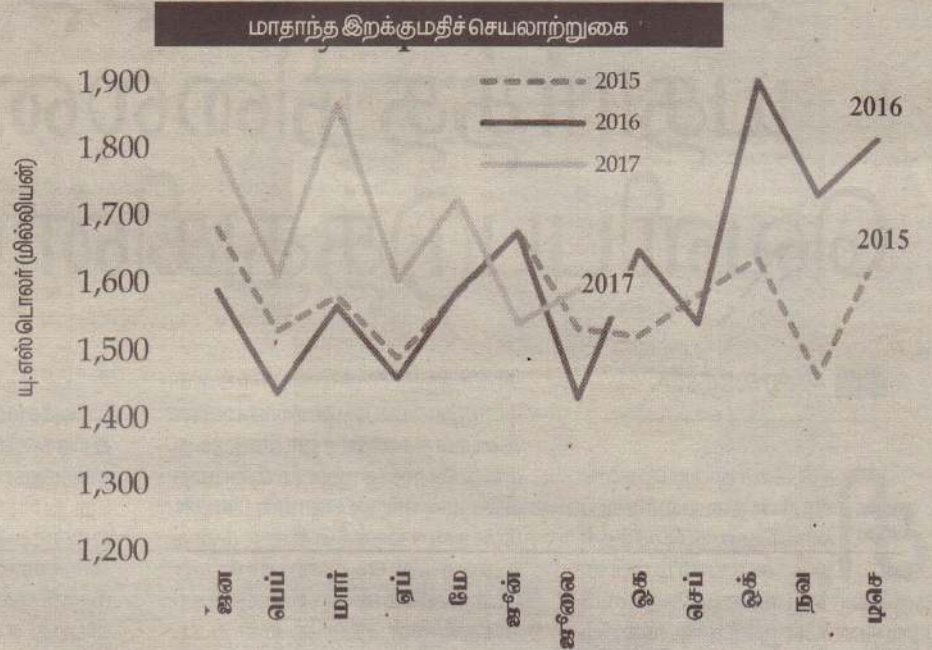 மாதாந்த இறக்குமதிச் செயலாற்றுகை
யு.எஸ் டொலர் (மில்லியன்)
1,900
1,800
1,700
1,600
1,500
1,400
1,300
1,200
2015
2016
2017
2016
2015
2017
ஜன
பெப்
மார்
ஏப்
மே
ஜூன்
ஜூலை
ஓக
செப்
ஒக்
நவ
டிசெ